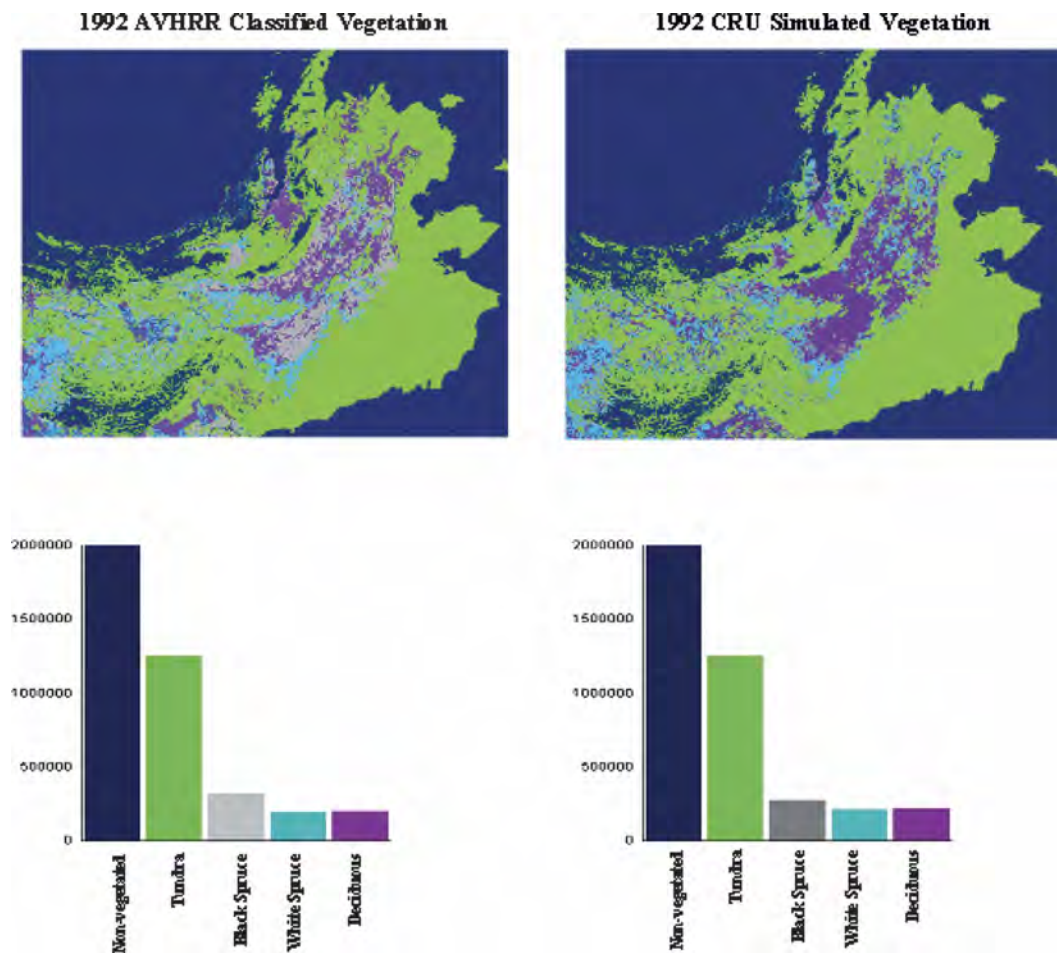 1992 AVHRR Classified Vegetation
1992 CRU Simulated Vegetation
2000000
1500000
1000000
500000
0
Non-vegetated
Tundra
Black Spruce
White Spruce
Deciduous
2000000
1500000
1000000
500000
0
Non-vegetated
Tundra
Black Spruce
White Spruce
Deciduous